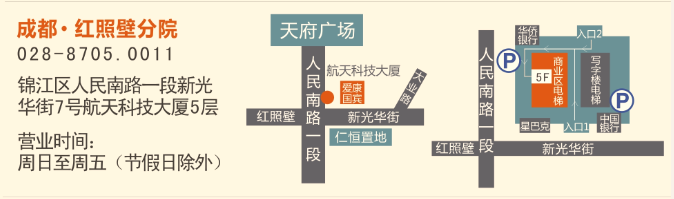 成都·红照壁分院
028-8705.0011
锦江区人民南路一段新光
华街7号航天科技大厦5层
营业时间：
周日至周五（节假日除外）
天府广场
人民南路一段
航天科技大厦
爱康
国宾
大业路
红照壁
新光华街
仁恒置地
人民南路一段
华侨
银行
入口2
P
5F
商业区电梯
写字楼电梯
P
星巴克
入口1
中国
银行
红照壁
新光华街